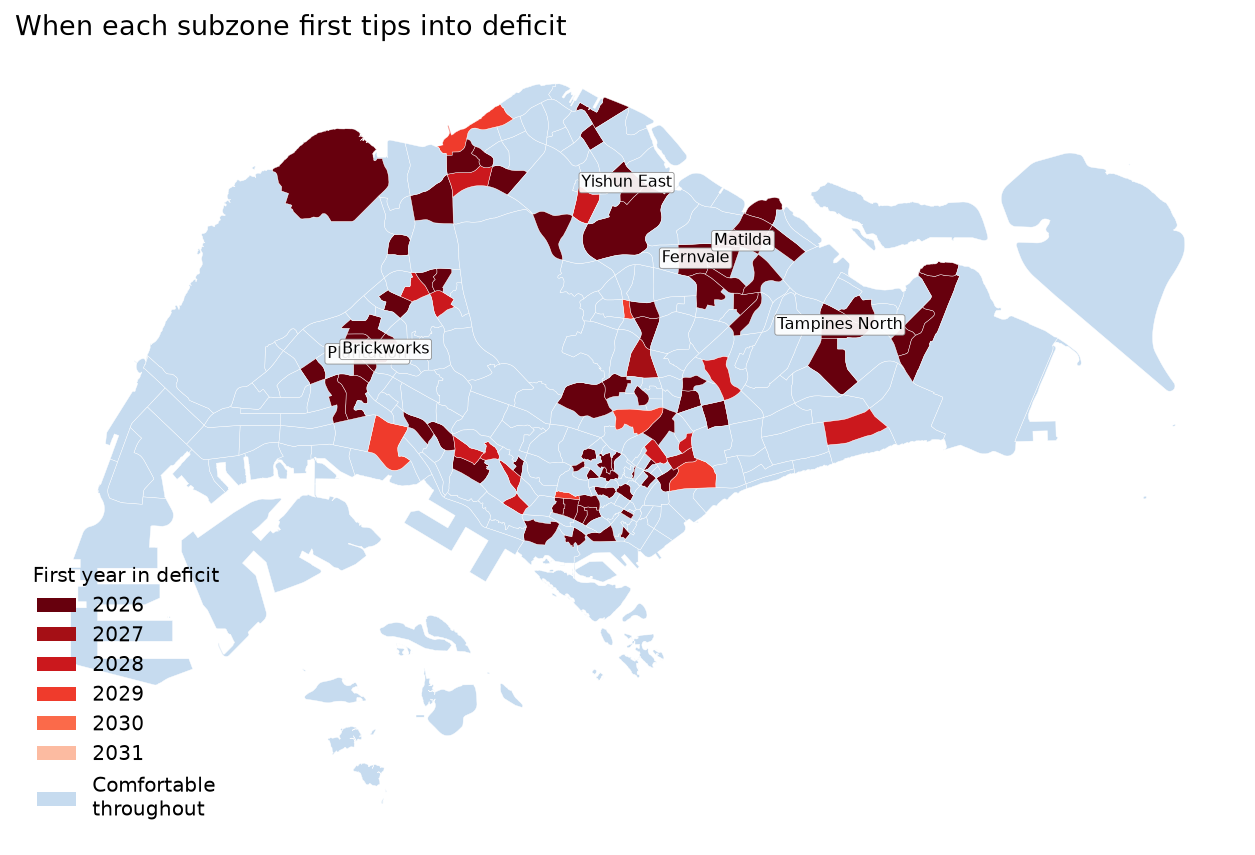 When each subzone first tips into deficit
Yishun East
Matilda
Fernvale
Tampines North
Brickworks
First year in deficit
2026
2027
2028
2029
2030
2031
Comfortable
throughout